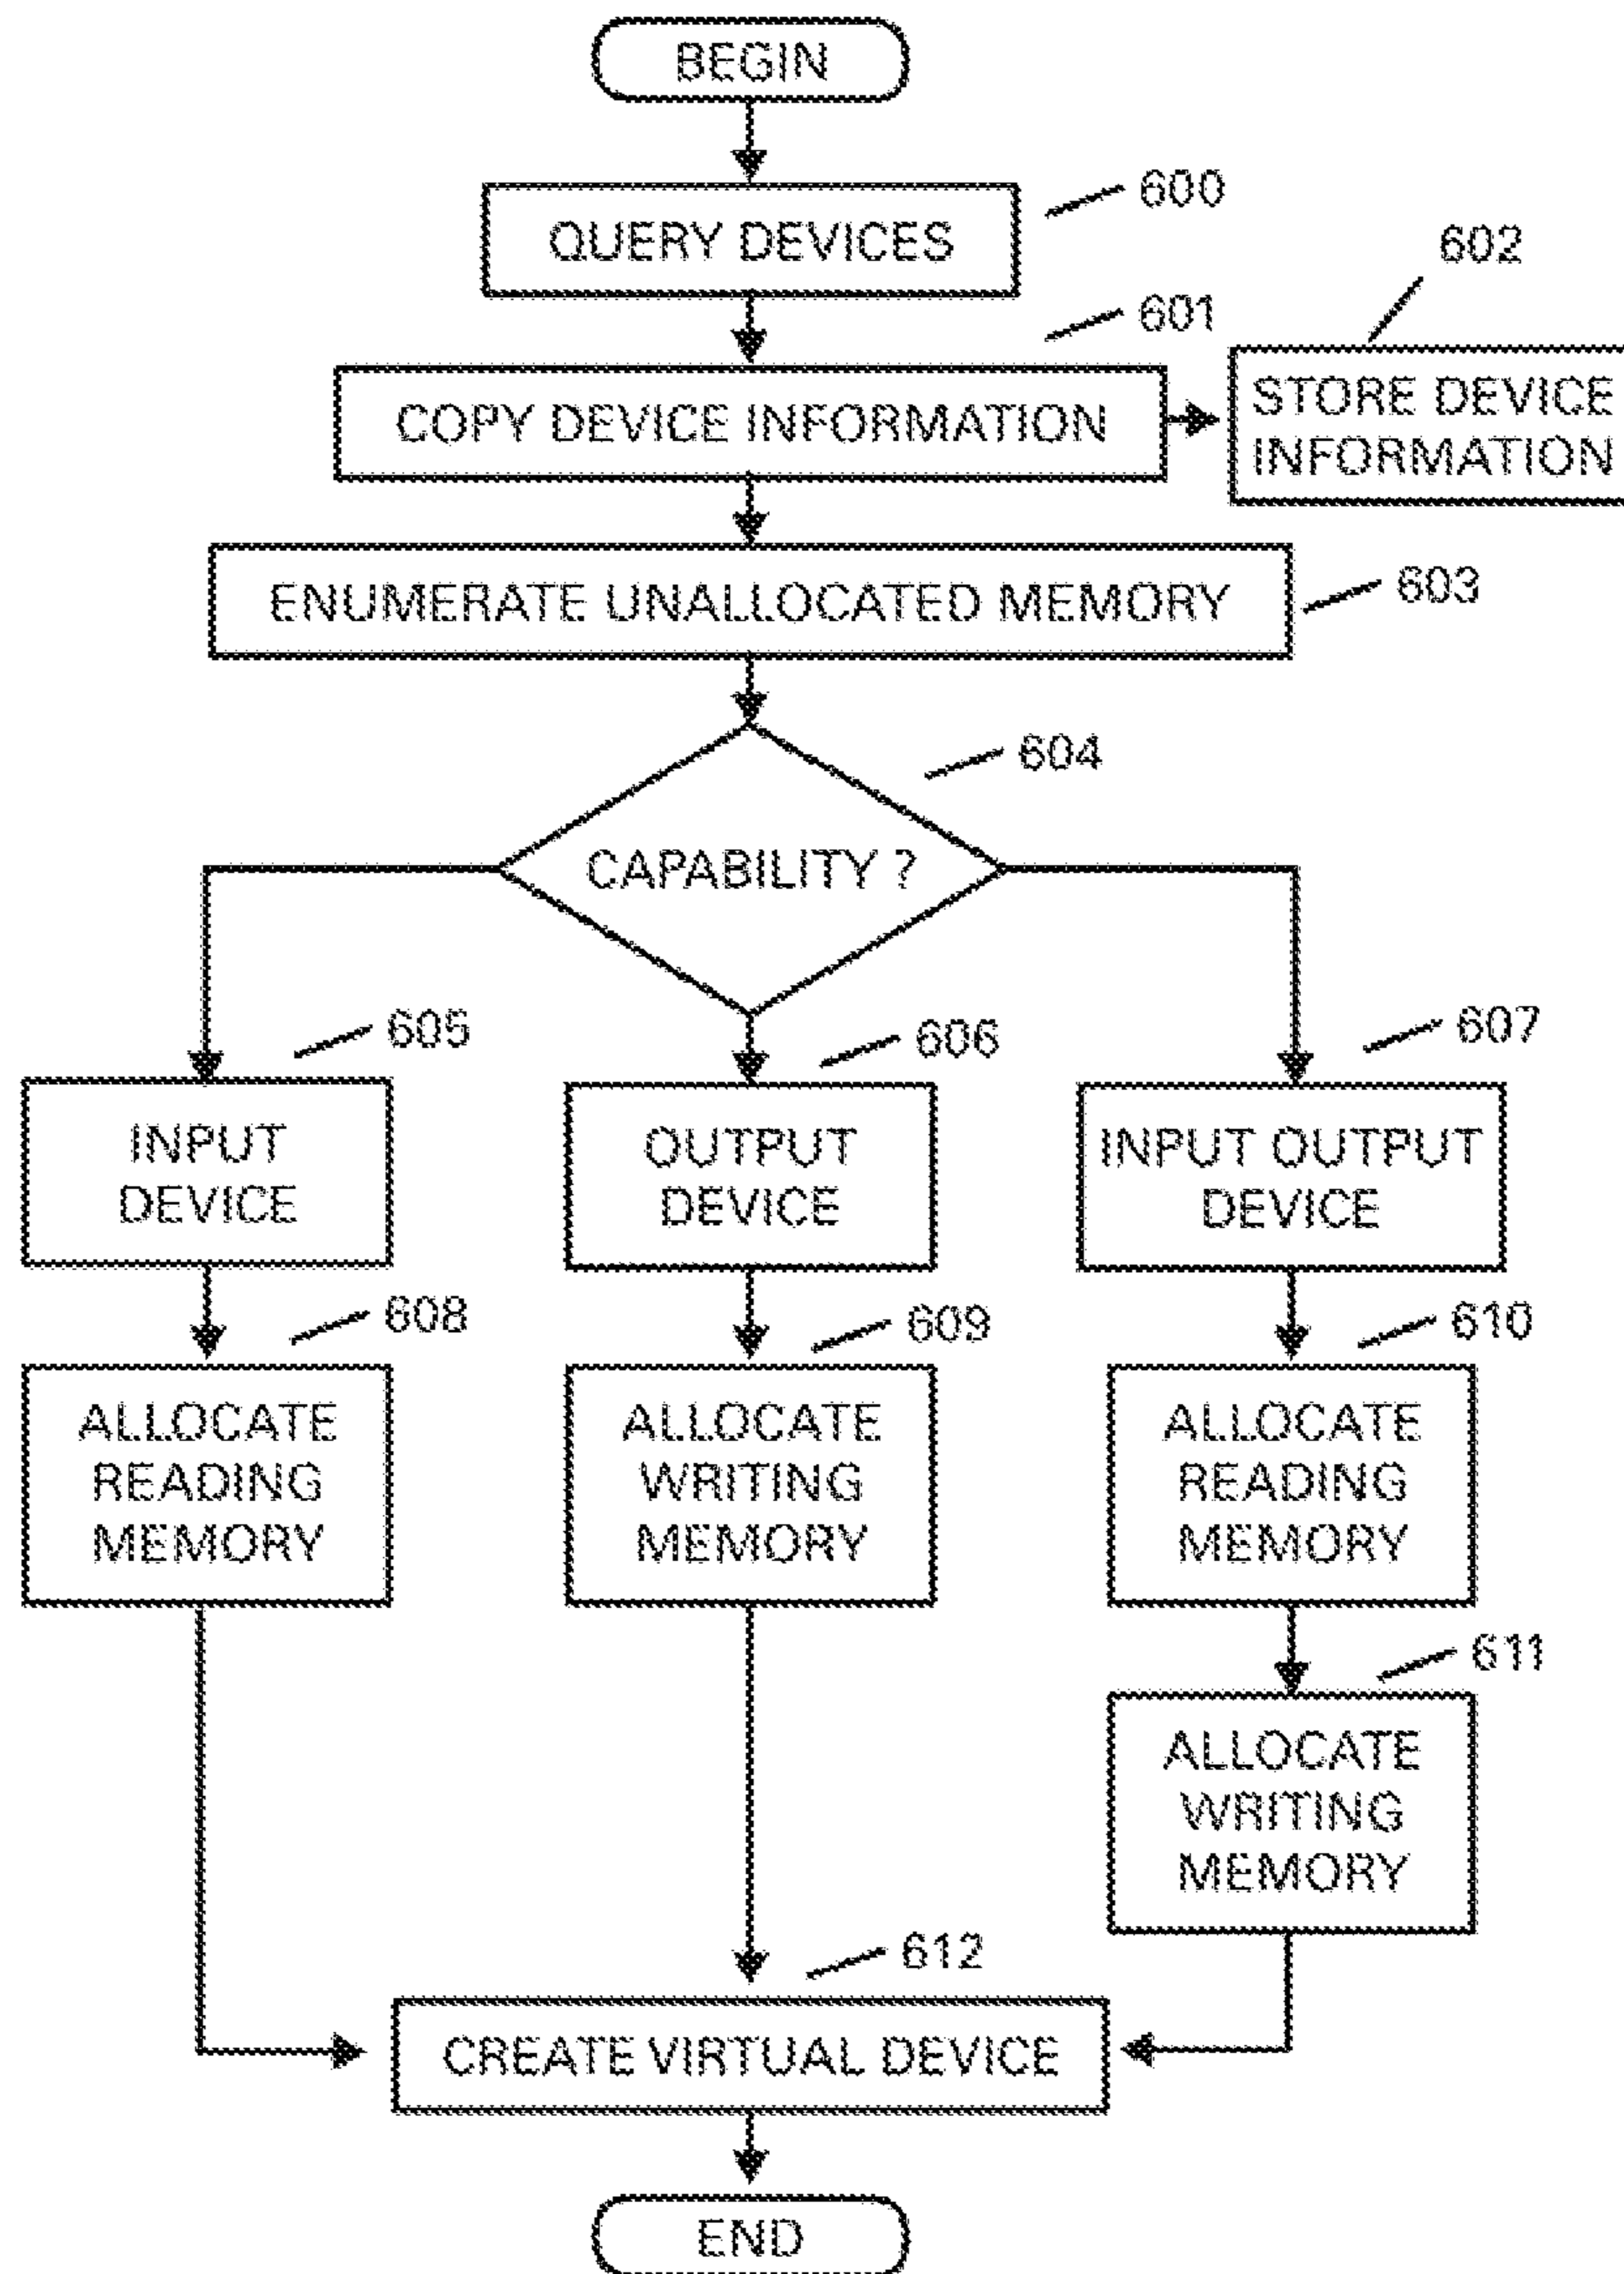 BEGIN
QUERY DEVICES
600
602
601
COPY DEVICE INFORMATION
STORE DEVICE
INFORMATION
ENUMERATE UNALLOCATED MEMORY
603
604
CAPABILITY ?
605
606
607
INPUT
DEVICE
OUTPUT
DEVICE
INPUT OUTPUT
DEVICE
608
609
610
ALLOCATE
READING
MEMORY
ALLOCATE
WRITING
MEMORY
ALLOCATE
READING
MEMORY
611
ALLOCATE
WRITING
MEMORY
612
CREATE VIRTUAL DEVICE
END